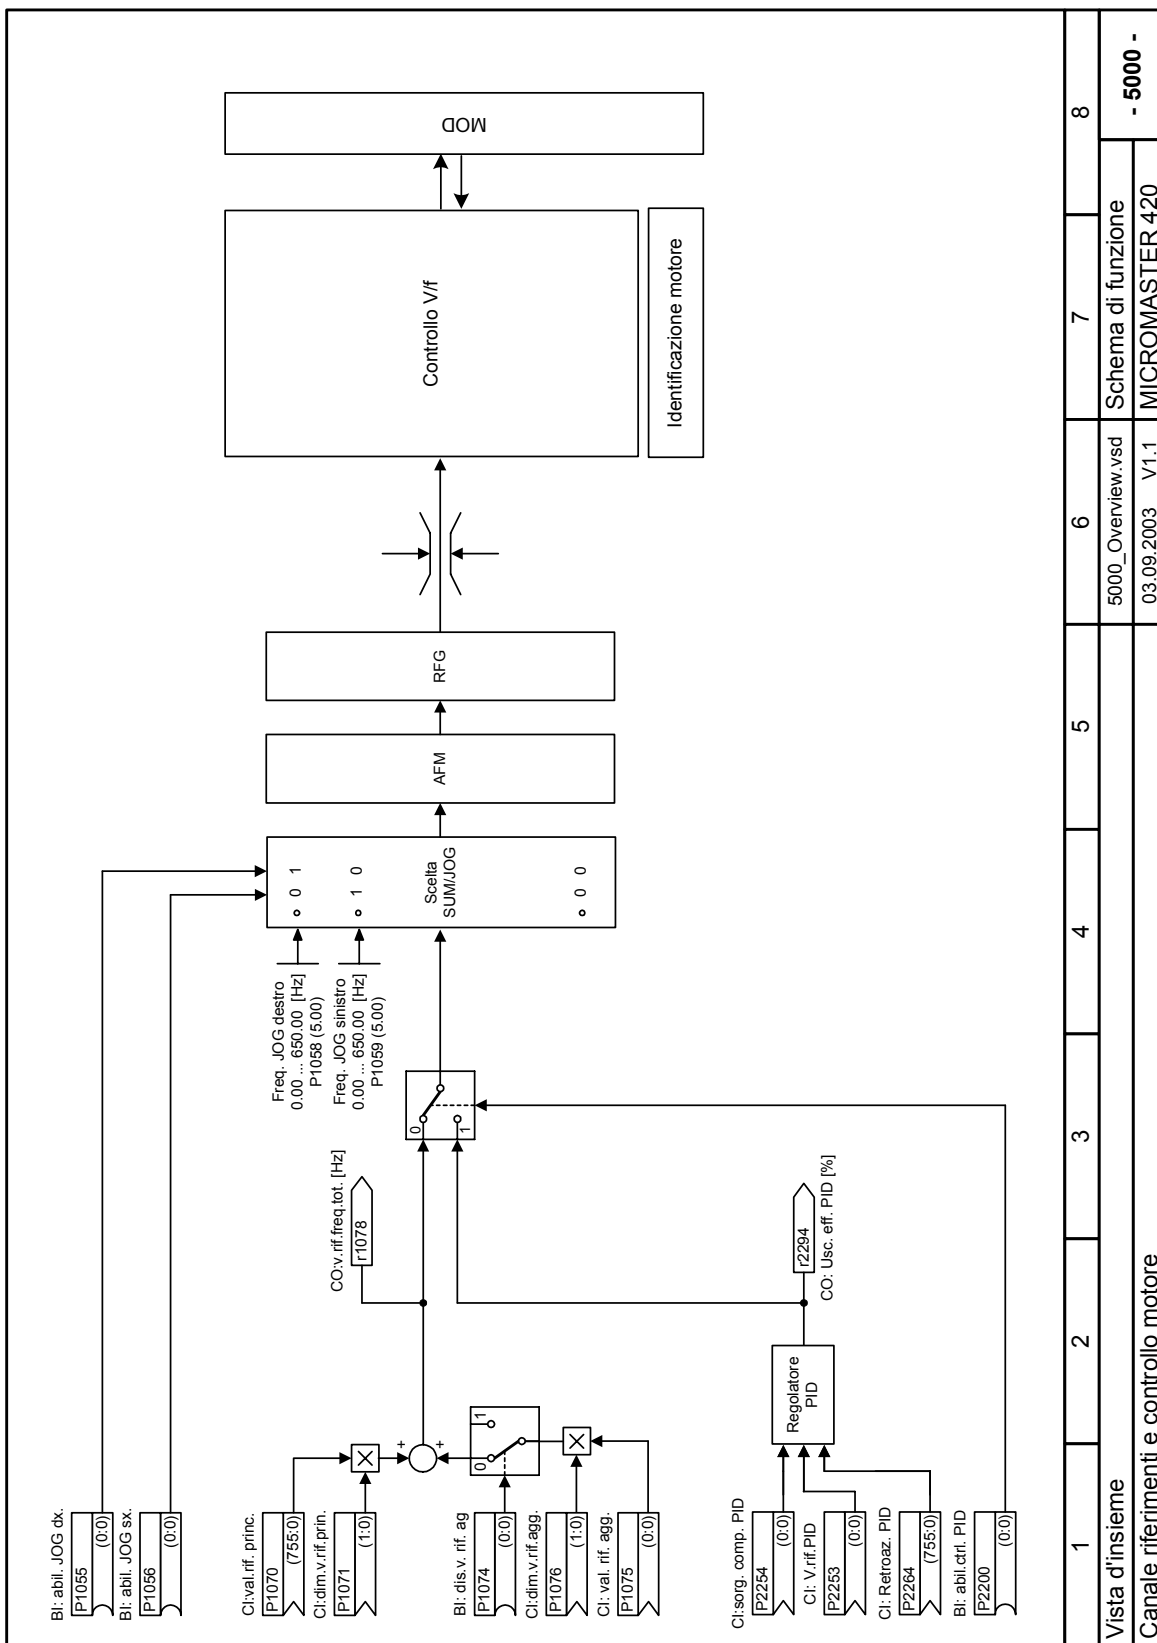 BI: abil. JOG dx.
P1055
(0:0)
BI: abil. JOG sx.
P1056
(0:0)
CI:val.rif. princ.
P1070
(755:0)
CI:dim.v.rif.prin.
P1071
(1:0)
BI: dis.v. rif. ag
P1074
(0:0)
CI:dim.v.rif.agg.
P1076
(1:0)
CI: val. rif. agg.
P1075
(0:0)
CI:sorg. comp. PID
P2254
(0:0)
CI: V.rif.PID
P2253
(0:0)
CI: Retroaz. PID
P2264
(755:0)
BI: abil.ctrl. PID
P2200
(0:0)
+
+
0
1
Regolatore
PID
CO:v.rif.freq.tot. [Hz]
r1078
r2294
CO: Usc. eff. PID [%]
0
1
Freq. JOG destro
0.00 ... 650.00 [Hz]
P1058 (5.00)
Freq. JOG sinistro
0.00 ... 650.00 [Hz]
P1059 (5.00)
0 1
1 0
Scelta
SUM/JOG
0 0
AFM
RFG
Controllo V/f
Identificazione motore
MOD
1
2
3
4
5
6
7
8
Vista d'insieme
5000_Overview.vsd
Schema di funzione
- 5000 -
Canale riferimenti e controllo motore
03.09.2003
V1.1
MICROMASTER 420